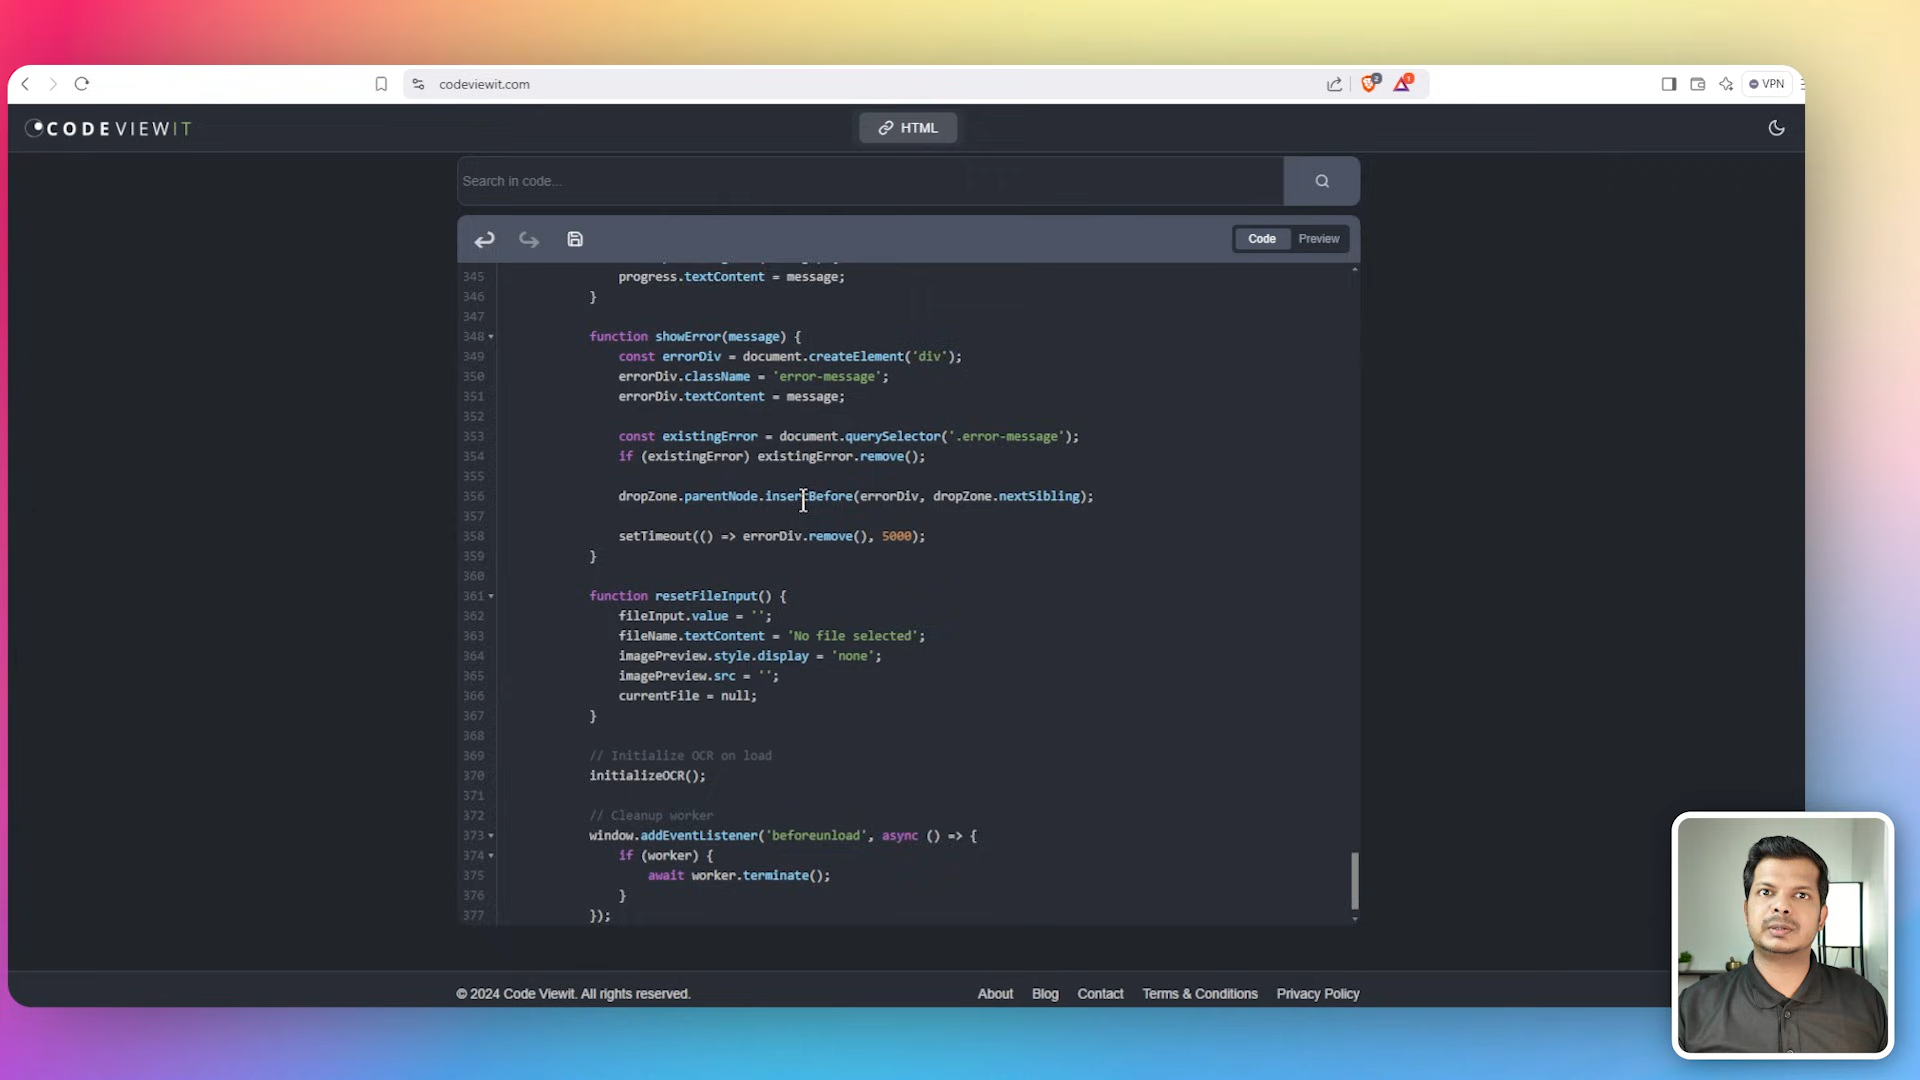 codeviewit.com
2
1
VPN
CODEVIEWIT
HTML
Search in code...
Code
Preview
345 progress.textContent = message;
346 }
347
348 function showError(message) {
349 const errorDiv = document.createElement('div');
350 errorDiv.className = 'error-message';
351 errorDiv.textContent = message;
352
353 const existingError = document.querySelector('.error-message');
354 if (existingError) existingError.remove();
355
356 dropZone.parentNode.insertBefore(errorDiv, dropZone.nextSibling);
357
358 setTimeout(() => errorDiv.remove(), 5000);
359 }
360
361 function resetFileInput() {
362 fileInput.value = '';
363 fileName.textContent = 'No file selected';
364 imagePreview.style.display = 'none';
365 imagePreview.src = '';
366 currentFile = null;
367 }
368
369 // Initialize OCR on load
370 initializeOCR();
371
372 // Cleanup worker
373 window.addEventListener('beforeunload', async () => {
374 if (worker) {
375 await worker.terminate();
376 }
377 });
© 2024 Code Viewit. All rights reserved.
About
Blog
Contact
Terms & Conditions
Privacy Policy